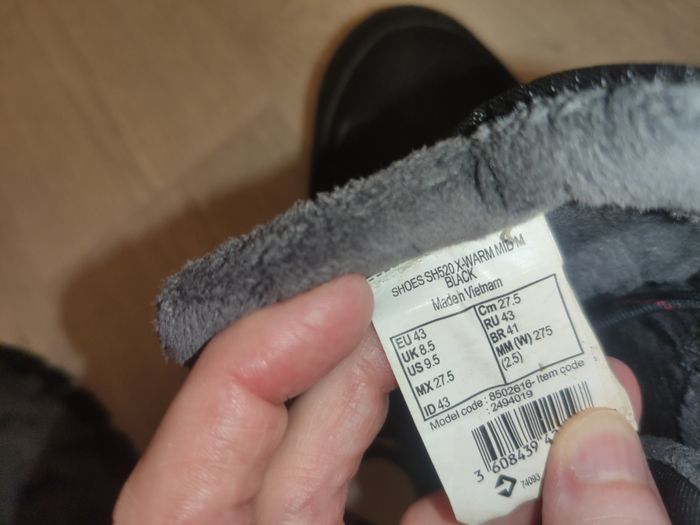 SHOES SH520 X-WARM MID M
BLACK
Made in Vietnam
EU 43
UK 8.5
US 9.5
MX 27.5
ID 43
Cm 27.5
RU 43
BR 41
MM (W) 275
(2.5)
Model code : 8502616- Item code
: 2494019
3 608439 4
74093